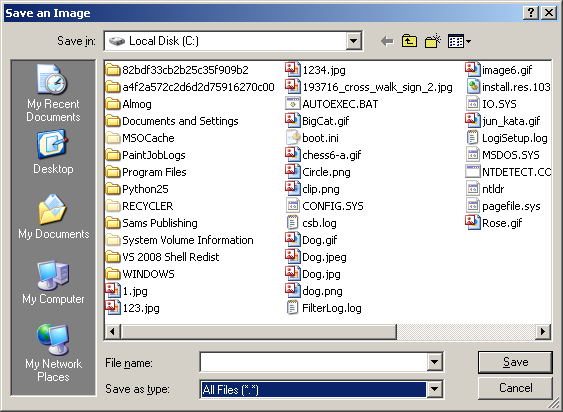 Save an Image
Save in:
Local Disk (C:)
My Recent
Documents
Desktop
My Documents
My Computer
My Network
Places
82bdf33cb2b25c35f909b2
a4f2a572c2d6d2d75916270c00
Almog
Documents and Settings
MSOCache
PaintJobLogs
Program Files
Python25
RECYCLER
Sams Publishing
System Volume Information
VS 2008 Shell Redist
WINDOWS
1.jpg
123.jpg
1234.jpg
193716_cross_walk_sign_2.jpg
AUTOEXEC.BAT
BigCat.gif
boot.ini
chess6-a.gif
Circle.png
clip.png
CONFIG.SYS
csb.log
Dog.gif
Dog.jpeg
Dog.jpg
dog.png
FilterLog.log
image6.gif
install.res.103
IO.SYS
jun_kata.gif
LogiSetup.log
MSDOS.SYS
NTDETECT.CO
ntldr
pagefile.sys
Rose.gif
File name:
Save
Save as type:
All Files (*.*)
Cancel